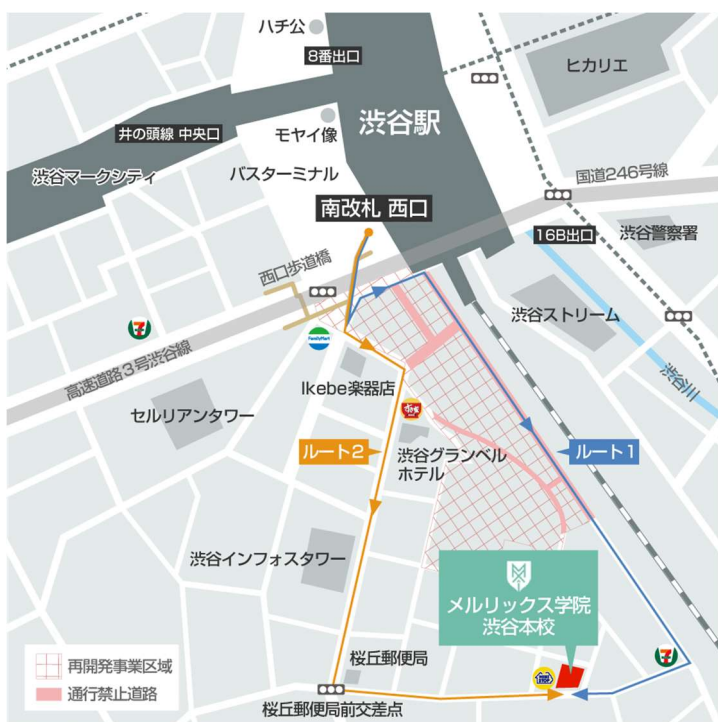 ハチ公
8番出口
ヒカリエ
渋谷駅
井の頭線 中央口
モヤイ像
渋谷マークシティ
バスターミナル
国道246号線
南改札 西口
16B出口
渋谷警察署
西口歩道橋
渋谷ストリーム
7
FamilyMart
高速道路3号渋谷線
渋谷川
Ikebe楽器店
セルリアンタワー
すき家
ルート2
渋谷グランベル
ホテル
ルート1
渋谷インフォスタワー
メルリックス学院
渋谷本校
再開発事業区域
通行禁止道路
桜丘郵便局
7
桜丘郵便局前交差点